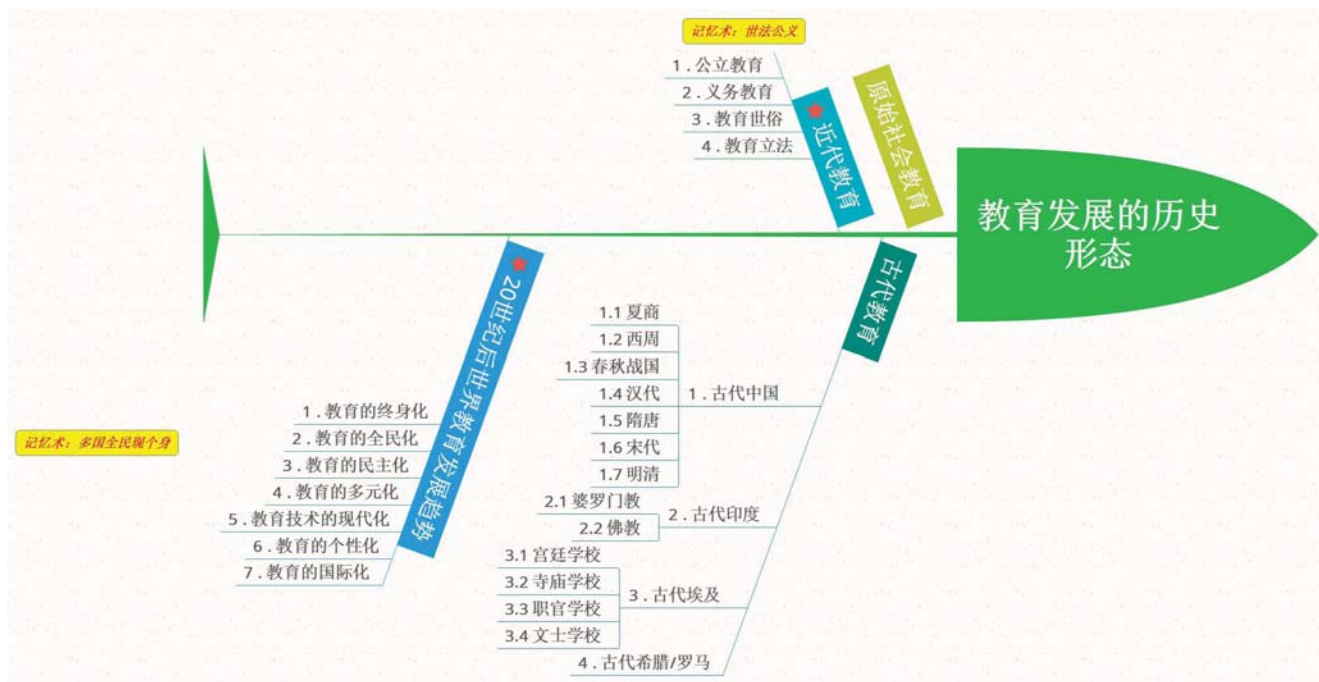 教育发展的历史
形态
原始社会教育
古代教育
1 . 古代中国
1.1 夏商
1.2 西周
1.3 春秋战国
1.4 汉代
1.5 隋唐
1.6 宋代
1.7 明清
2 . 古代印度
2.1 婆罗门教
2.2 佛教
3 . 古代埃及
3.1 宫廷学校
3.2 寺庙学校
3.3 职官学校
3.4 文士学校
4 . 古代希腊/罗马
近代教育
记忆术：世法公义
1 . 公立教育
2 . 义务教育
3 . 教育世俗
4 . 教育立法
20世纪后世界教育发展趋势
记忆术：多国全民现个身
1 . 教育的终身化
2 . 教育的全民化
3 . 教育的民主化
4 . 教育的多元化
5 . 教育技术的现代化
6 . 教育的个性化
7 . 教育的国际化